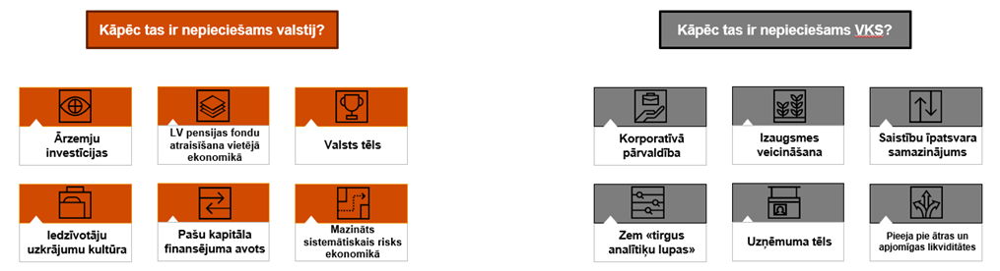 Kāpēc tas ir nepieciešams valstij?
Kāpēc tas ir nepieciešams VKS?
Ārzemju
investīcijas
LV pensijas fondu
atraisīšana vietējā
ekonomikā
Valsts tēls
Korporatīvā
pārvaldība
Izaugsmes
veicināšana
Saistību īpatsvara
samazinājums
Iedzīvotāju
uzkrājumu kultūra
Pašu kapitāla
finansējuma avots
Mazināts
sistemātiskais risks
ekonomikā
Zem «tirgus
analītiķu lupas»
Uzņēmuma tēls
Pieeja pie ātras un
apjomīgas likviditātes